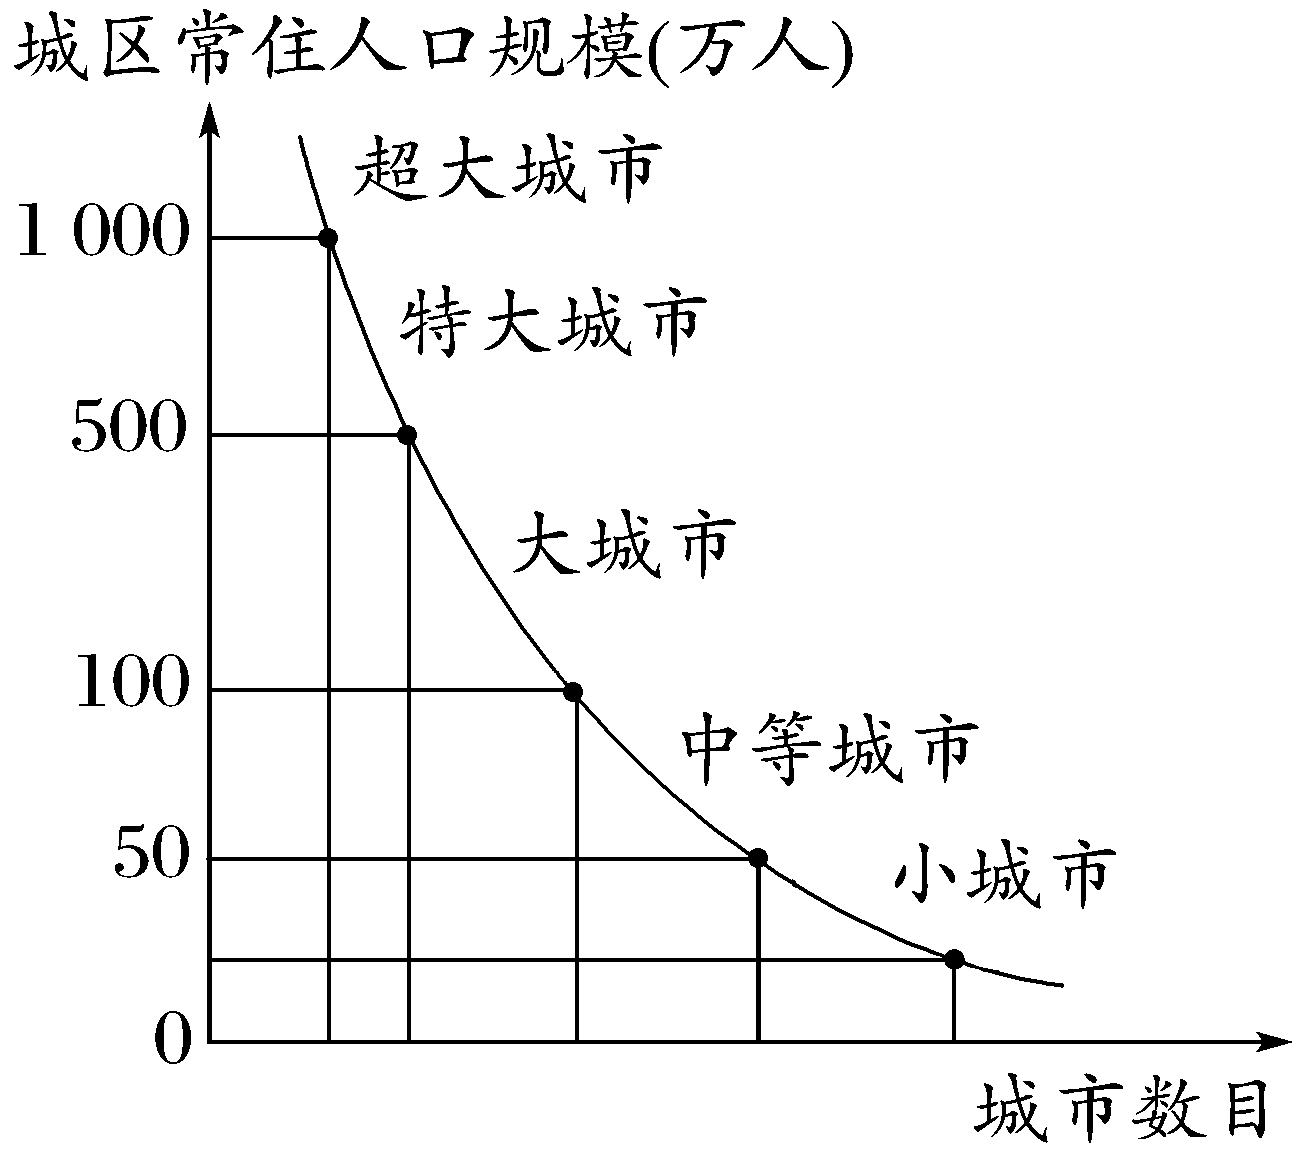 城区常住人口规模(万人)
超大城市
1 000
特大城市
500
大城市
100
中等城市
50
小城市
0
城市数目